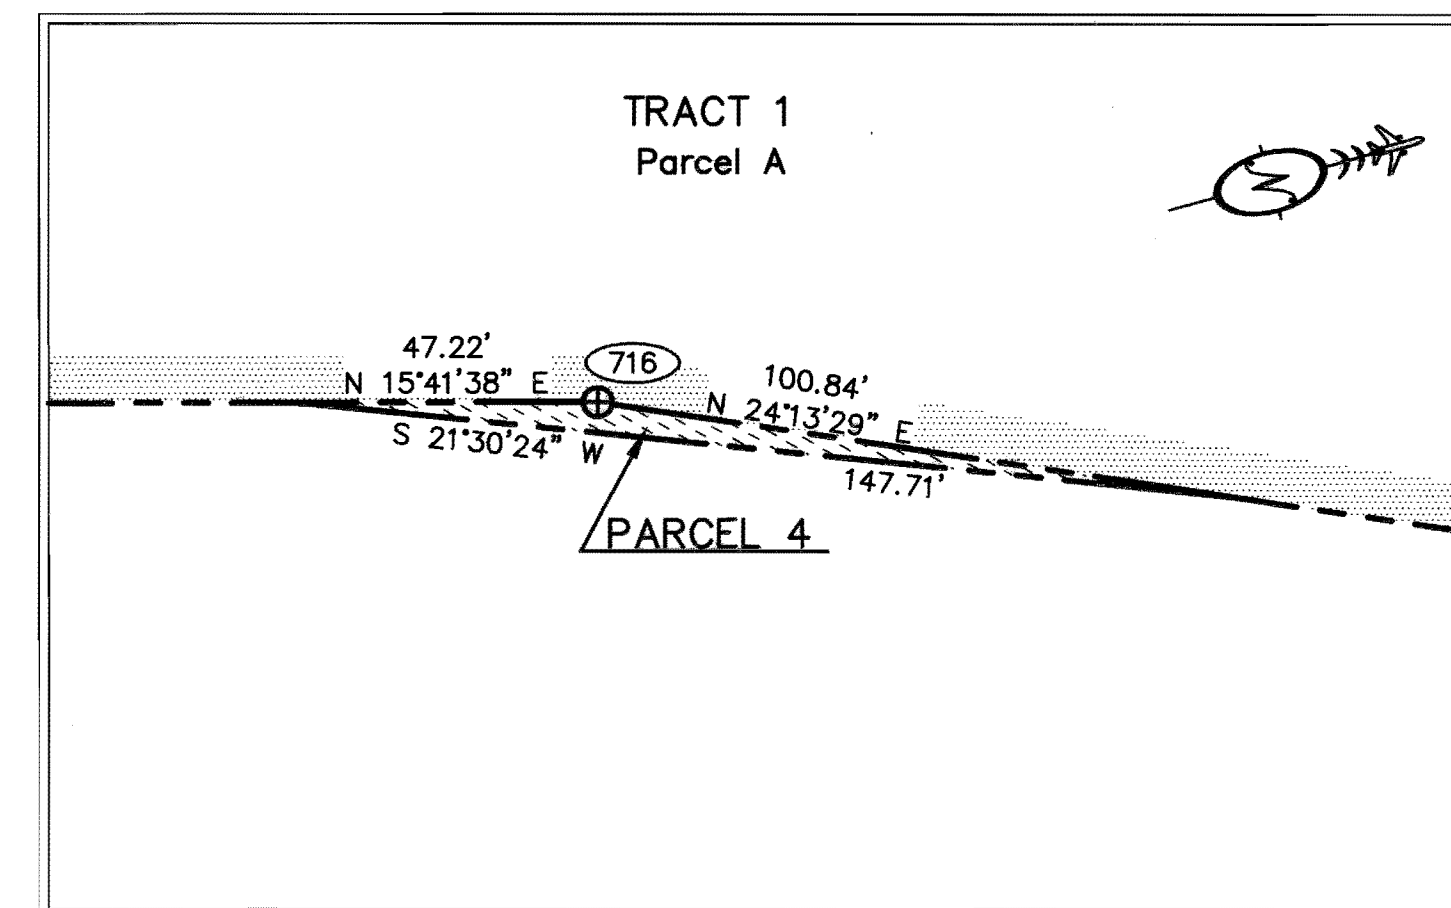 TRACT 1
Parcel A
N
47.22'
N 15°41'38" E
716
100.84'
N 24°13'29" E
S 21°30'24" W
147.71'
PARCEL 4